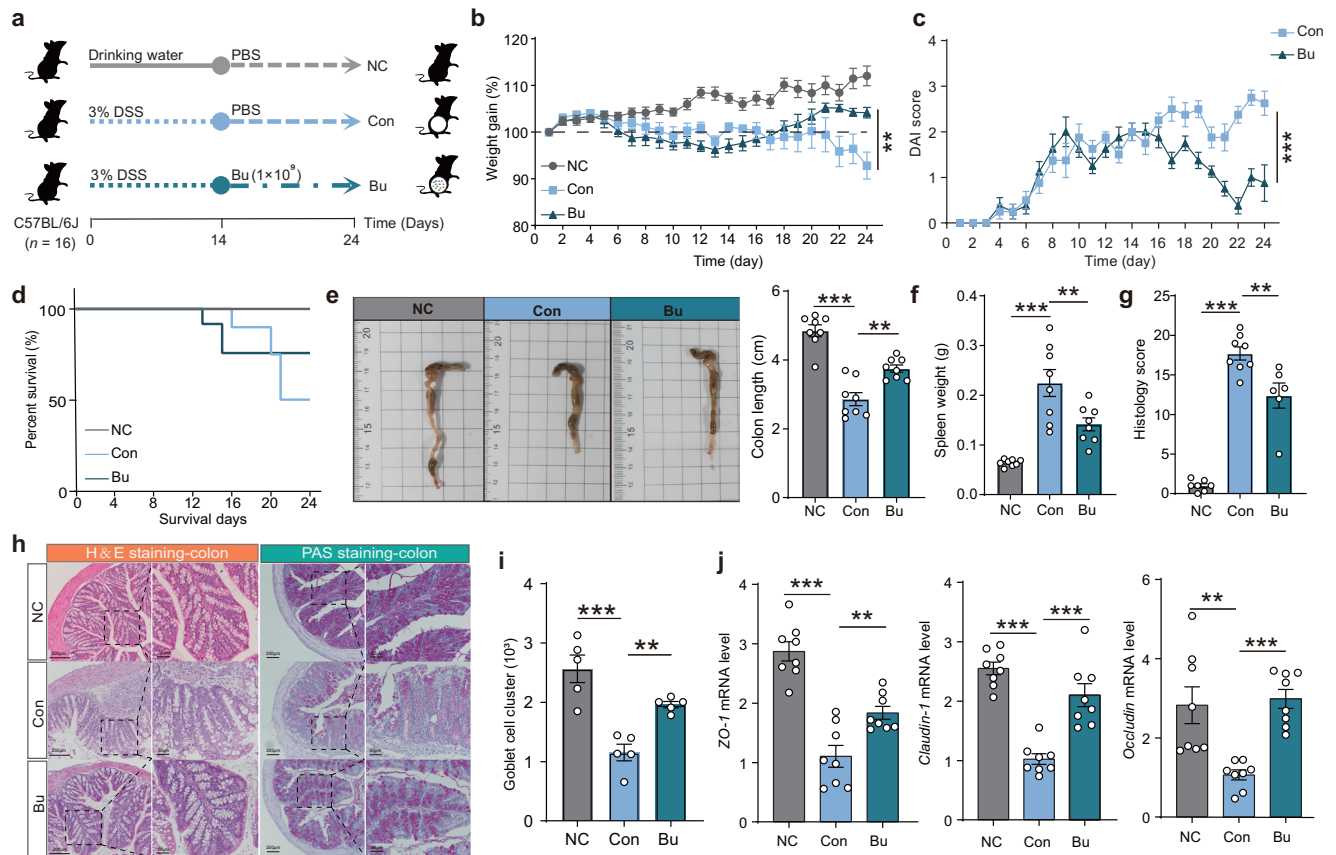 a
Drinking water
PBS
NC
3% DSS
PBS
Con
3% DSS
Bu (1×10⁹)
Bu
C57BL/6J
(n = 16)
0
14
24
Time (Days)
b
Weight gain (%)
120
110
100
90
80
NC
Con
Bu
**
0 2 4 6 8 10 12 14 16 18 20 22 24
Time (day)
c
Con
Bu
DAI score
3
2
1
0
***
0 2 4 6 8 10 12 14 16 18 20 22 24
Time (day)
d
Percent survival (%)
100
50
0
NC
Con
Bu
0 4 8 12 16 20 24
Survival days
e
NC
Con
Bu
Colon length (cm)
6
4
2
0
*** **
NC Con Bu
f
Spleen weight (g)
0.4
0.3
0.2
0.1
0.0
*** **
NC Con Bu
g
Histology score
25
20
15
10
5
0
*** **
NC Con Bu
h
H & E staining-colon
PAS staining-colon
NC
Con
Bu
i
Goblet cell cluster (10³)
4
3
2
1
0
*** **
NC Con Bu
j
ZO-1 mRNA level
4
3
2
1
0
*** **
NC Con Bu
Claudin-1 mRNA level
4
3
2
1
0
*** ***
NC Con Bu
Occludin mRNA level
6
4
2
0
** ***
NC Con Bu